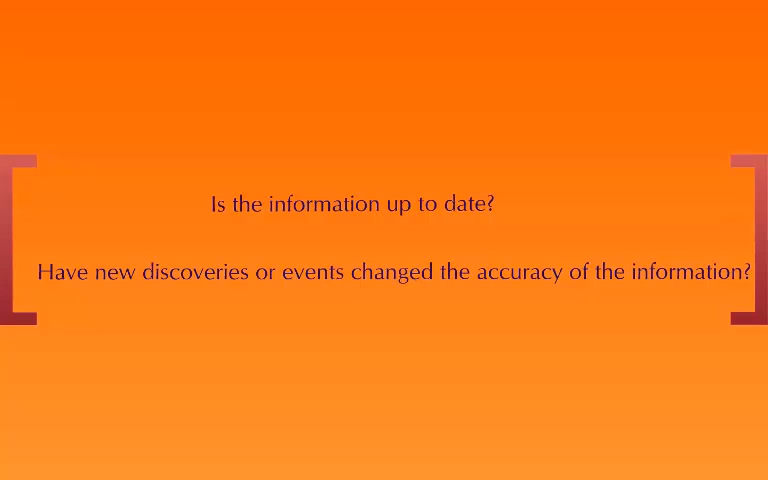 Is the information up to date?
Have new discoveries or events changed the accuracy of the information?